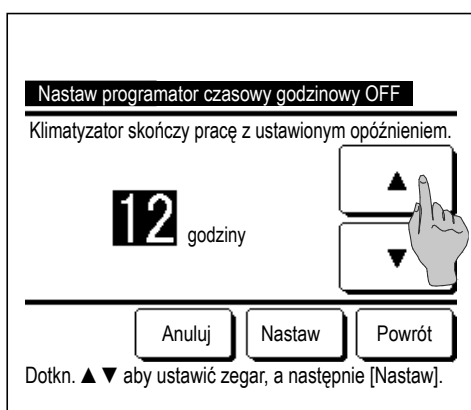 Nastaw programator czasowy godzinowy OFF
Klimatyzator skończy pracę z ustawionym opóźnieniem.
▲
12 godziny
▼
Anuluj Nastaw Powrót
Dotkn. ▲ ▼ aby ustawić zegar, a następnie [Nastaw].